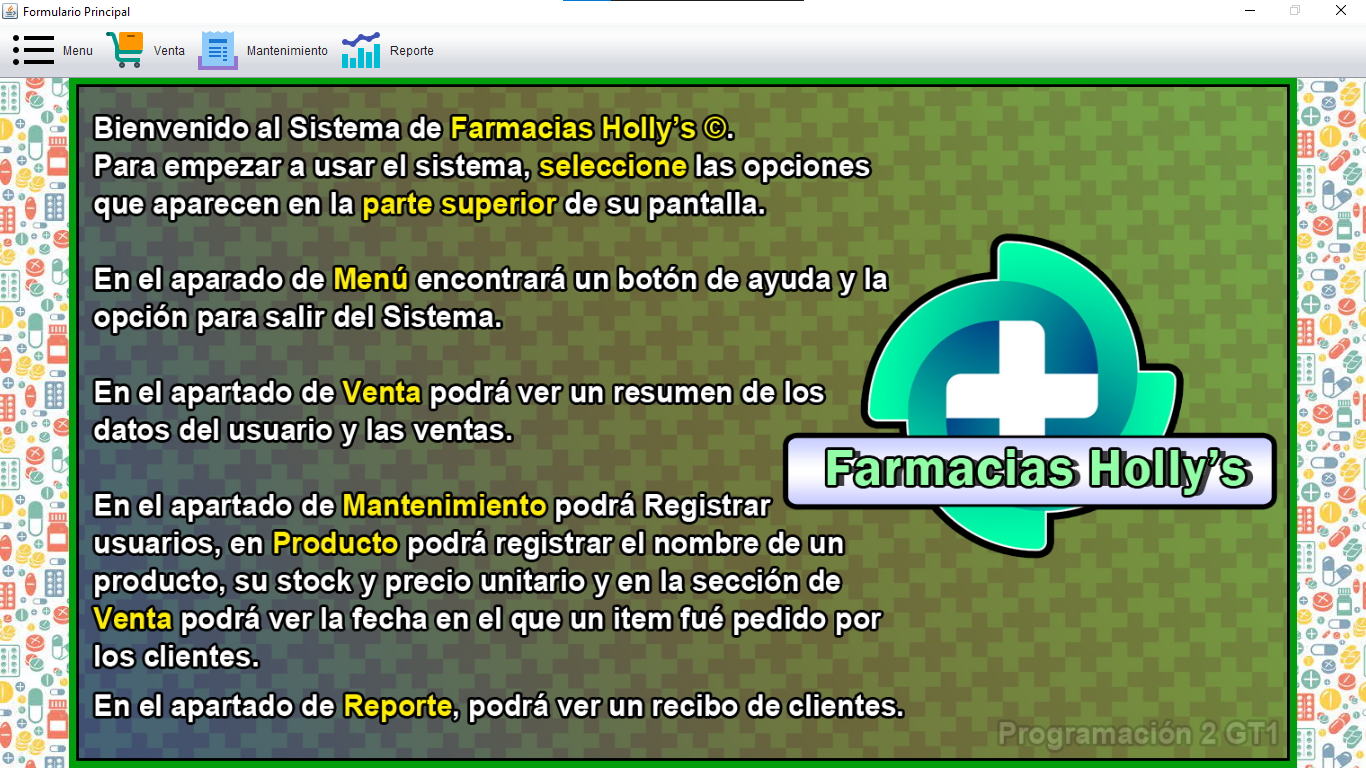 Formulario Principal
Menu
Venta
Mantenimiento
Reporte
Bienvenido al Sistema de Farmacias Holly’s ©.
Para empezar a usar el sistema, seleccione las opciones
que aparecen en la parte superior de su pantalla.
En el aparado de Menú encontrará un botón de ayuda y la
opción para salir del Sistema.
En el apartado de Venta podrá ver un resumen de los
datos del usuario y las ventas.
En el apartado de Mantenimiento podrá Registrar
usuarios, en Producto podrá registrar el nombre de un
producto, su stock y precio unitario y en la sección de
Venta podrá ver la fecha en el que un item fué pedido por
los clientes.
En el apartado de Reporte, podrá ver un recibo de clientes.
Farmacias Holly’s
Programación 2 GT1